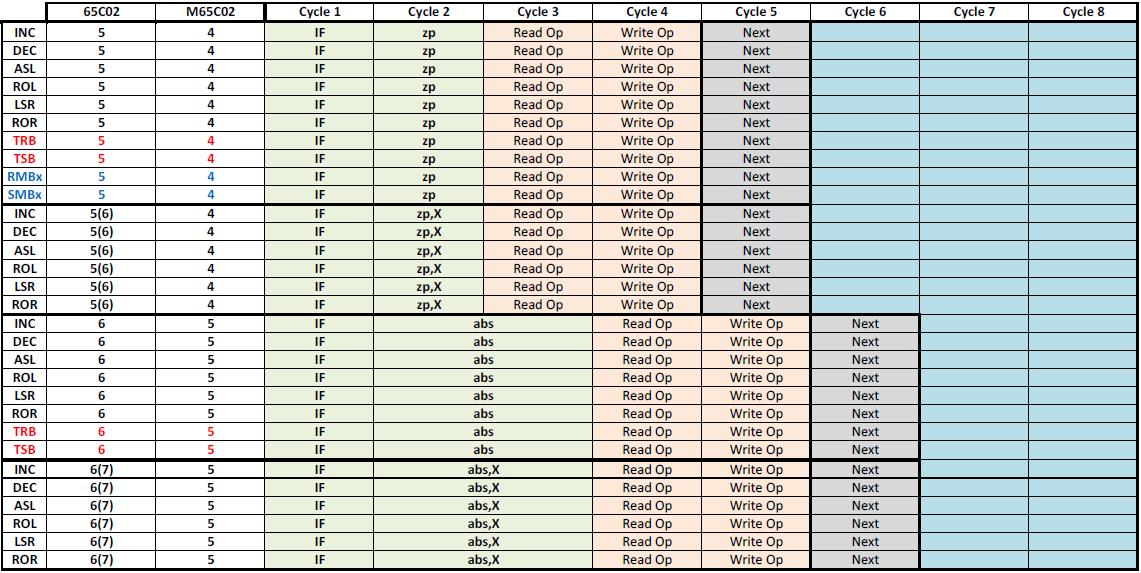 65C02 M65C02 Cycle 1 Cycle 2 Cycle 3 Cycle 4 Cycle 5 Cycle 6 Cycle 7 Cycle 8
INC 5 4 IF zp Read Op Write Op Next
DEC 5 4 IF zp Read Op Write Op Next
ASL 5 4 IF zp Read Op Write Op Next
ROL 5 4 IF zp Read Op Write Op Next
LSR 5 4 IF zp Read Op Write Op Next
ROR 5 4 IF zp Read Op Write Op Next
TRB 5 4 IF zp Read Op Write Op Next
TSB 5 4 IF zp Read Op Write Op Next
RMBx 5 4 IF zp Read Op Write Op Next
SMBx 5 4 IF zp Read Op Write Op Next
INC 5(6) 4 IF zp,X Read Op Write Op Next
DEC 5(6) 4 IF zp,X Read Op Write Op Next
ASL 5(6) 4 IF zp,X Read Op Write Op Next
ROL 5(6) 4 IF zp,X Read Op Write Op Next
LSR 5(6) 4 IF zp,X Read Op Write Op Next
ROR 5(6) 4 IF zp,X Read Op Write Op Next
INC 6 5 IF abs Read Op Write Op Next
DEC 6 5 IF abs Read Op Write Op Next
ASL 6 5 IF abs Read Op Write Op Next
ROL 6 5 IF abs Read Op Write Op Next
LSR 6 5 IF abs Read Op Write Op Next
ROR 6 5 IF abs Read Op Write Op Next
TRB 6 5 IF abs Read Op Write Op Next
TSB 6 5 IF abs Read Op Write Op Next
INC 6(7) 5 IF abs,X Read Op Write Op Next
DEC 6(7) 5 IF abs,X Read Op Write Op Next
ASL 6(7) 5 IF abs,X Read Op Write Op Next
ROL 6(7) 5 IF abs,X Read Op Write Op Next
LSR 6(7) 5 IF abs,X Read Op Write Op Next
ROR 6(7) 5 IF abs,X Read Op Write Op Next